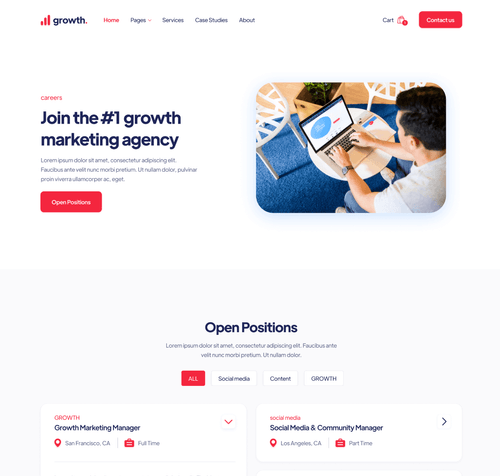 growth.
Home
Pages
Services
Case Studies
About
Cart
Contact us
careers
Join the #1 growth
marketing agency
Lorem ipsum dolor sit amet, consectetur adipiscing elit.
Faucibus ante velit nunc morbi pretium. Ut nullam dolor, pulvinar
proin viverra ullamcorper ac, eget.
Open Positions
Open Positions
Lorem ipsum dolor sit amet, consectetur adipiscing elit. Faucibus ante
velit nunc morbi pretium. Ut nullam dolor.
ALL
Social media
Content
GROWTH
GROWTH
Growth Marketing Manager
San Francisco, CA
Full Time
social media
Social Media & Community Manager
Los Angeles, CA
Part Time